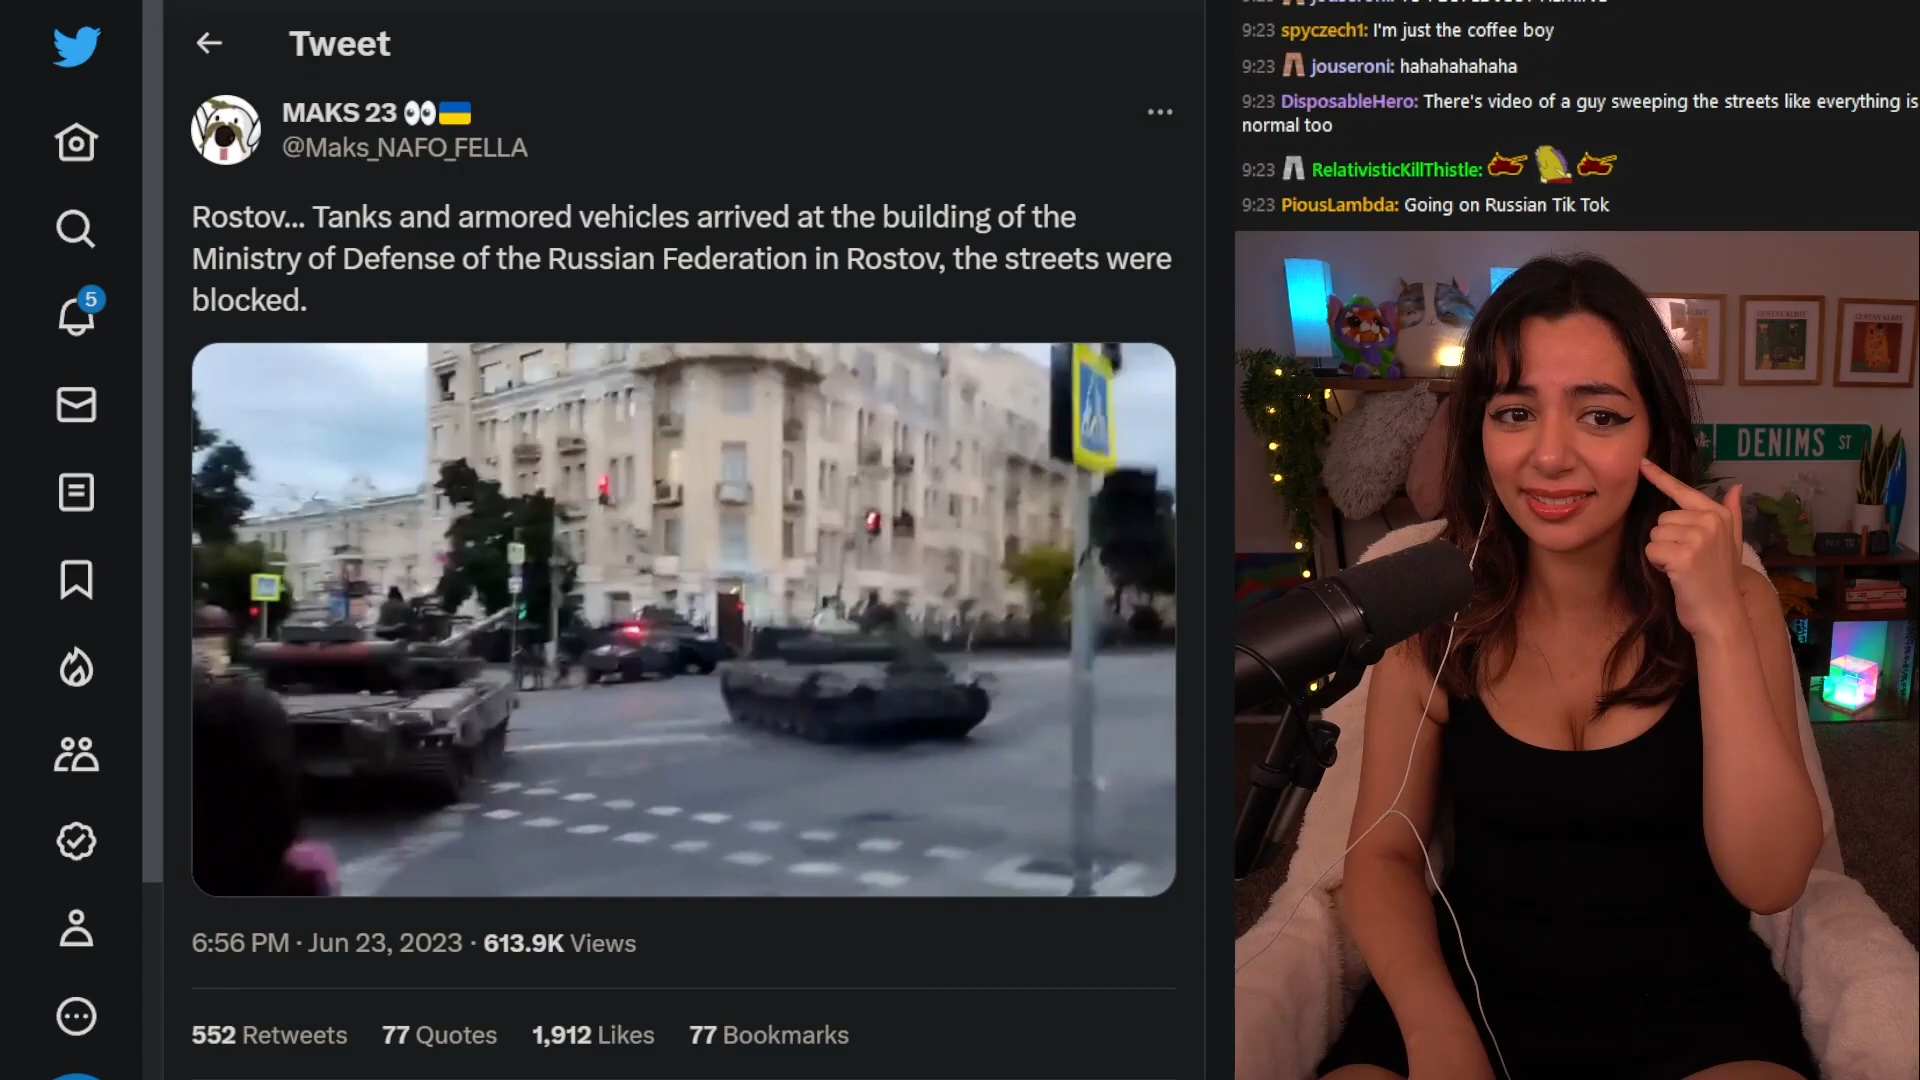 Tweet
MAKS 23 👀🇺🇦
@Maks_NAFO_FELLA
Rostov... Tanks and armored vehicles arrived at the building of the
Ministry of Defense of the Russian Federation in Rostov, the streets were
blocked.
6:56 PM · Jun 23, 2023 · 613.9K Views
552 Retweets 77 Quotes 1,912 Likes 77 Bookmarks
5
9:23 spyczech1: I'm just the coffee boy
9:23 jouseroni: hahahahahaha
9:23 DisposableHero: There's video of a guy sweeping the streets like everything is
normal too
9:23 RelativisticKillThistle:
9:23 PiousLambda: Going on Russian Tik Tok
GUSTAV KLIMT
DENIMS ST